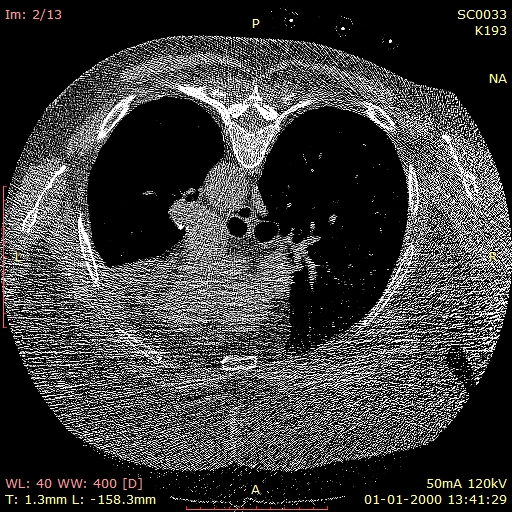 Im: 2/13
P
SC0033
K193
NA
L
R
WL: 40 WW: 400 [D]
T: 1.3mm L: -158.3mm
A
50mA 120kV
01-01-2000 13:41:29